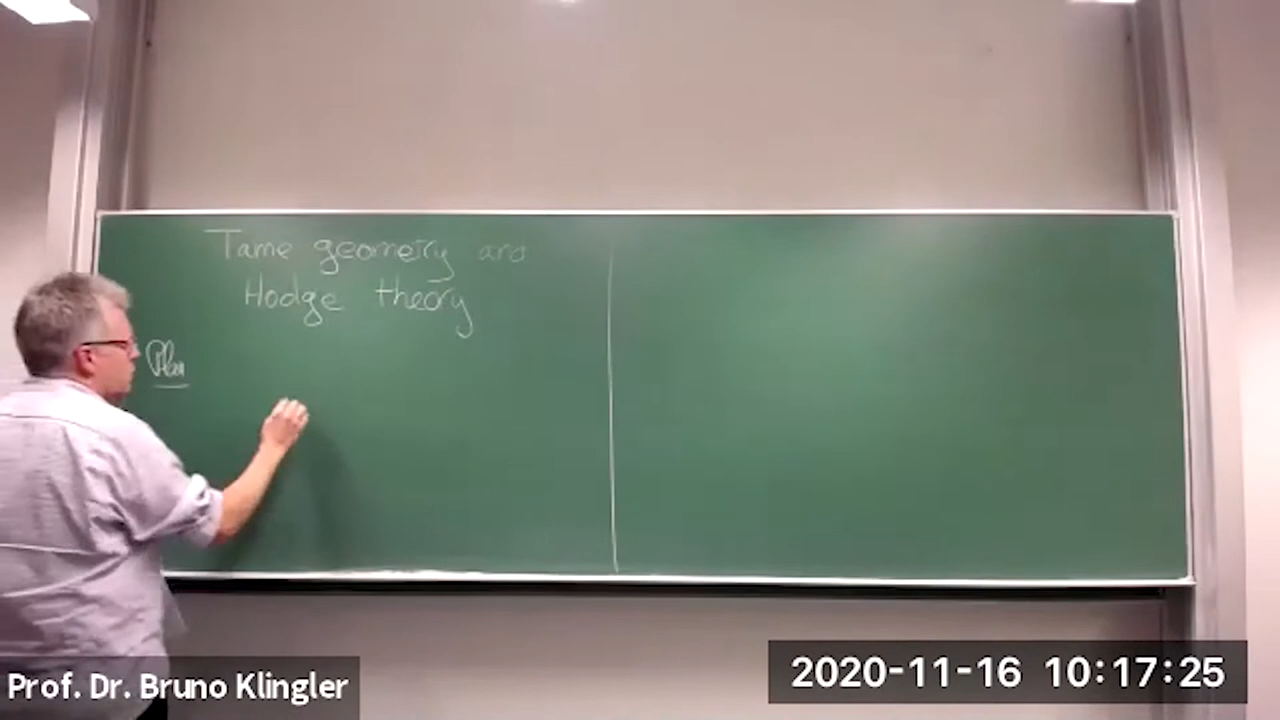 Tame geometry and
Hodge theory
Plan
Prof. Dr. Bruno Klingler
2020-11-16 10:17:25